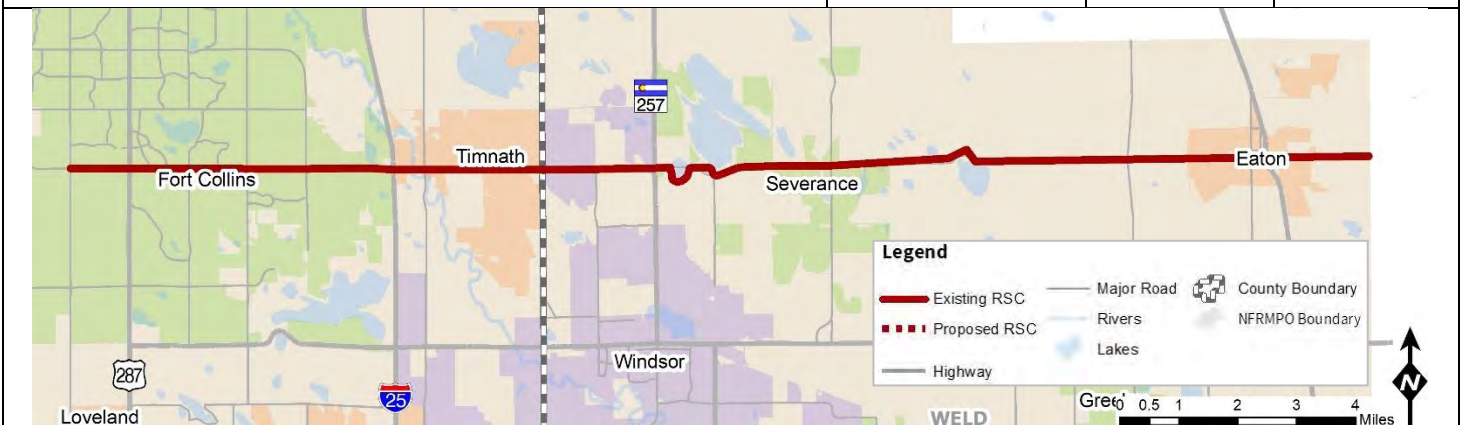 257
Timnath
Fort Collins
Eaton
Severance
Legend
Existing RSC
Proposed RSC
Highway
Major Road
Rivers
Lakes
County Boundary
NFRMPO Boundary
Windsor
287
25
Loveland
WELD
0 0.5 1 2 3 4
Miles
N